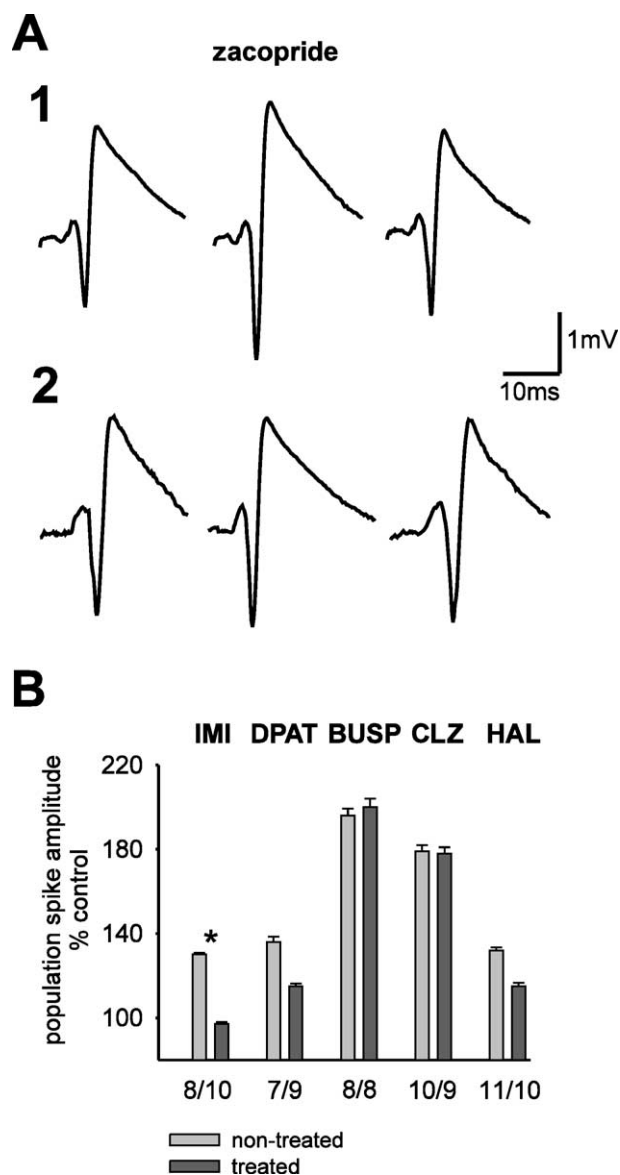 A
zacopride
1
1mV
10ms
2
B
IMI DPAT BUSP CLZ HAL
population spike amplitude
% control
220
180
140
100
*
8/10 7/9 8/8 10/9 11/10
non-treated
treated